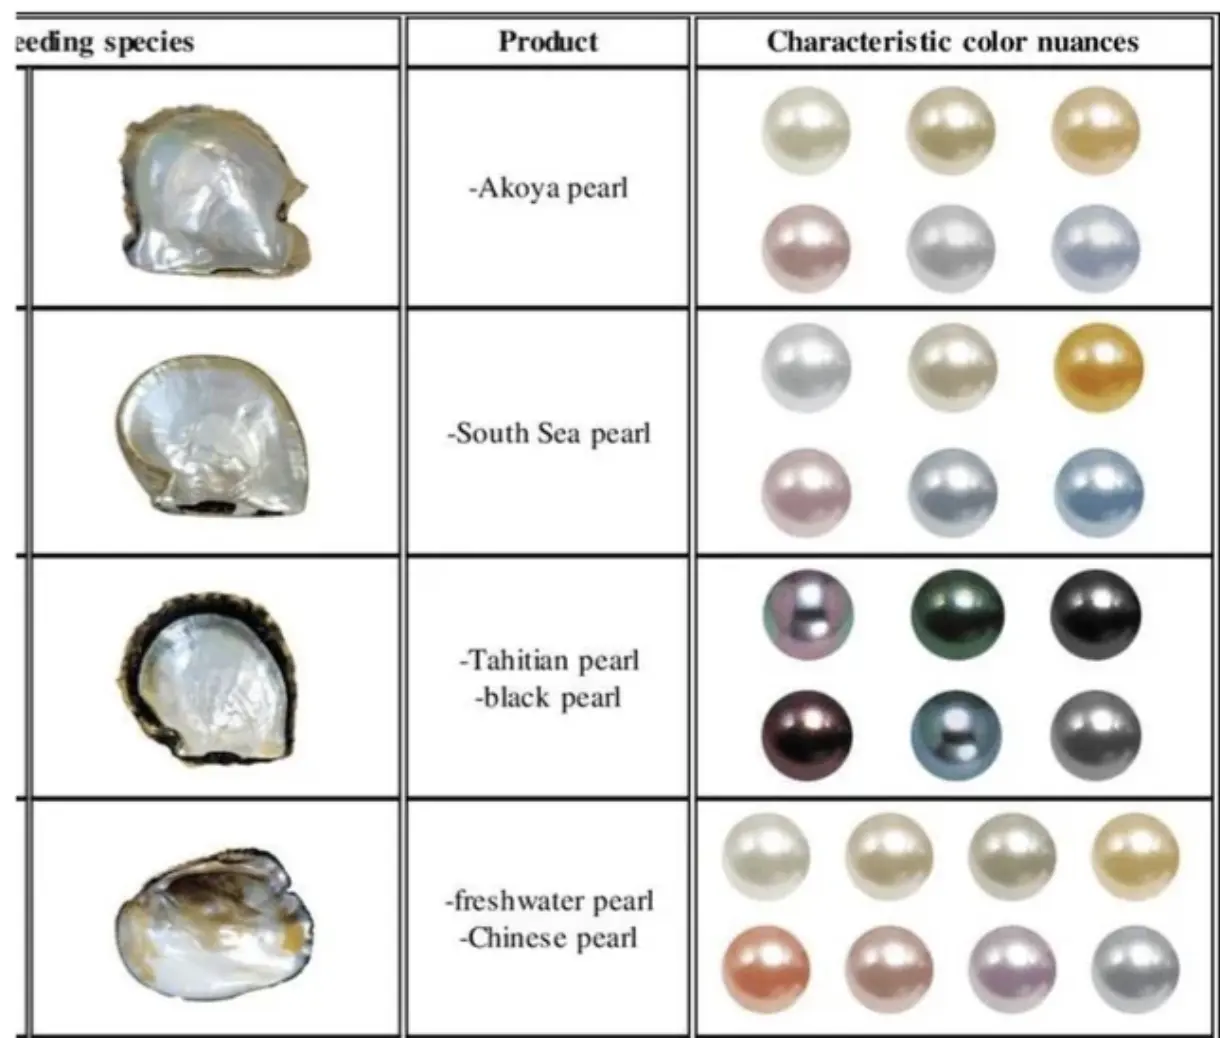 eeding species
Product
Characteristic color nuances
-Akoya pearl
-South Sea pearl
-Tahitian pearl
-black pearl
-freshwater pearl
-Chinese pearl